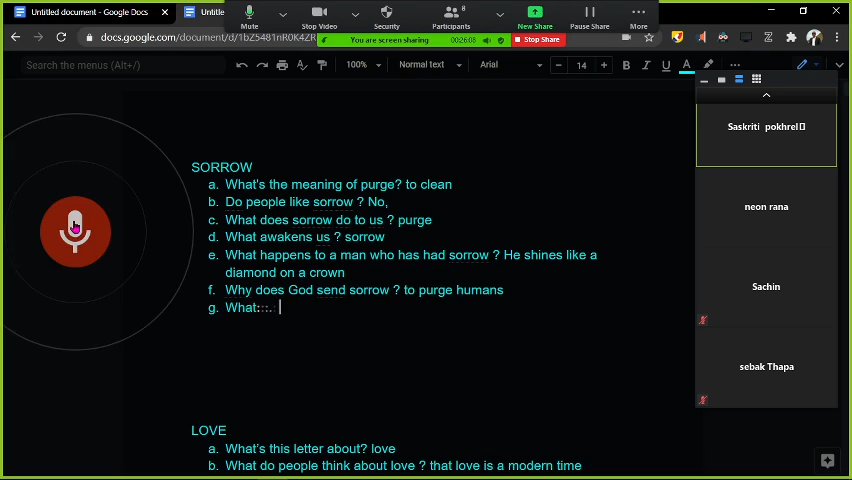 Untitled document - Google Docs
Untitled
Mute
Stop Video
Security
6
Participants
New Share
Pause Share
More
docs.google.com/document/d/1bZ5481nR0K4ZR
You are screen sharing
00:26:08
Stop Share
Search the menus (Alt+/)
100%
Normal text
Arial
14
B
I
U
A
Saskriti pokhrel
neon rana
Sachin
sebak Thapa
SORROW
a. What's the meaning of purge? to clean
b. Do people like sorrow ? No,
c. What does sorrow do to us ? purge
d. What awakens us ? sorrow
e. What happens to a man who has had sorrow ? He shines like a
diamond on a crown
f. Why does God send sorrow ? to purge humans
g. What
LOVE
a. What's this letter about? love
b. What do people think about love ? that love is a modern time